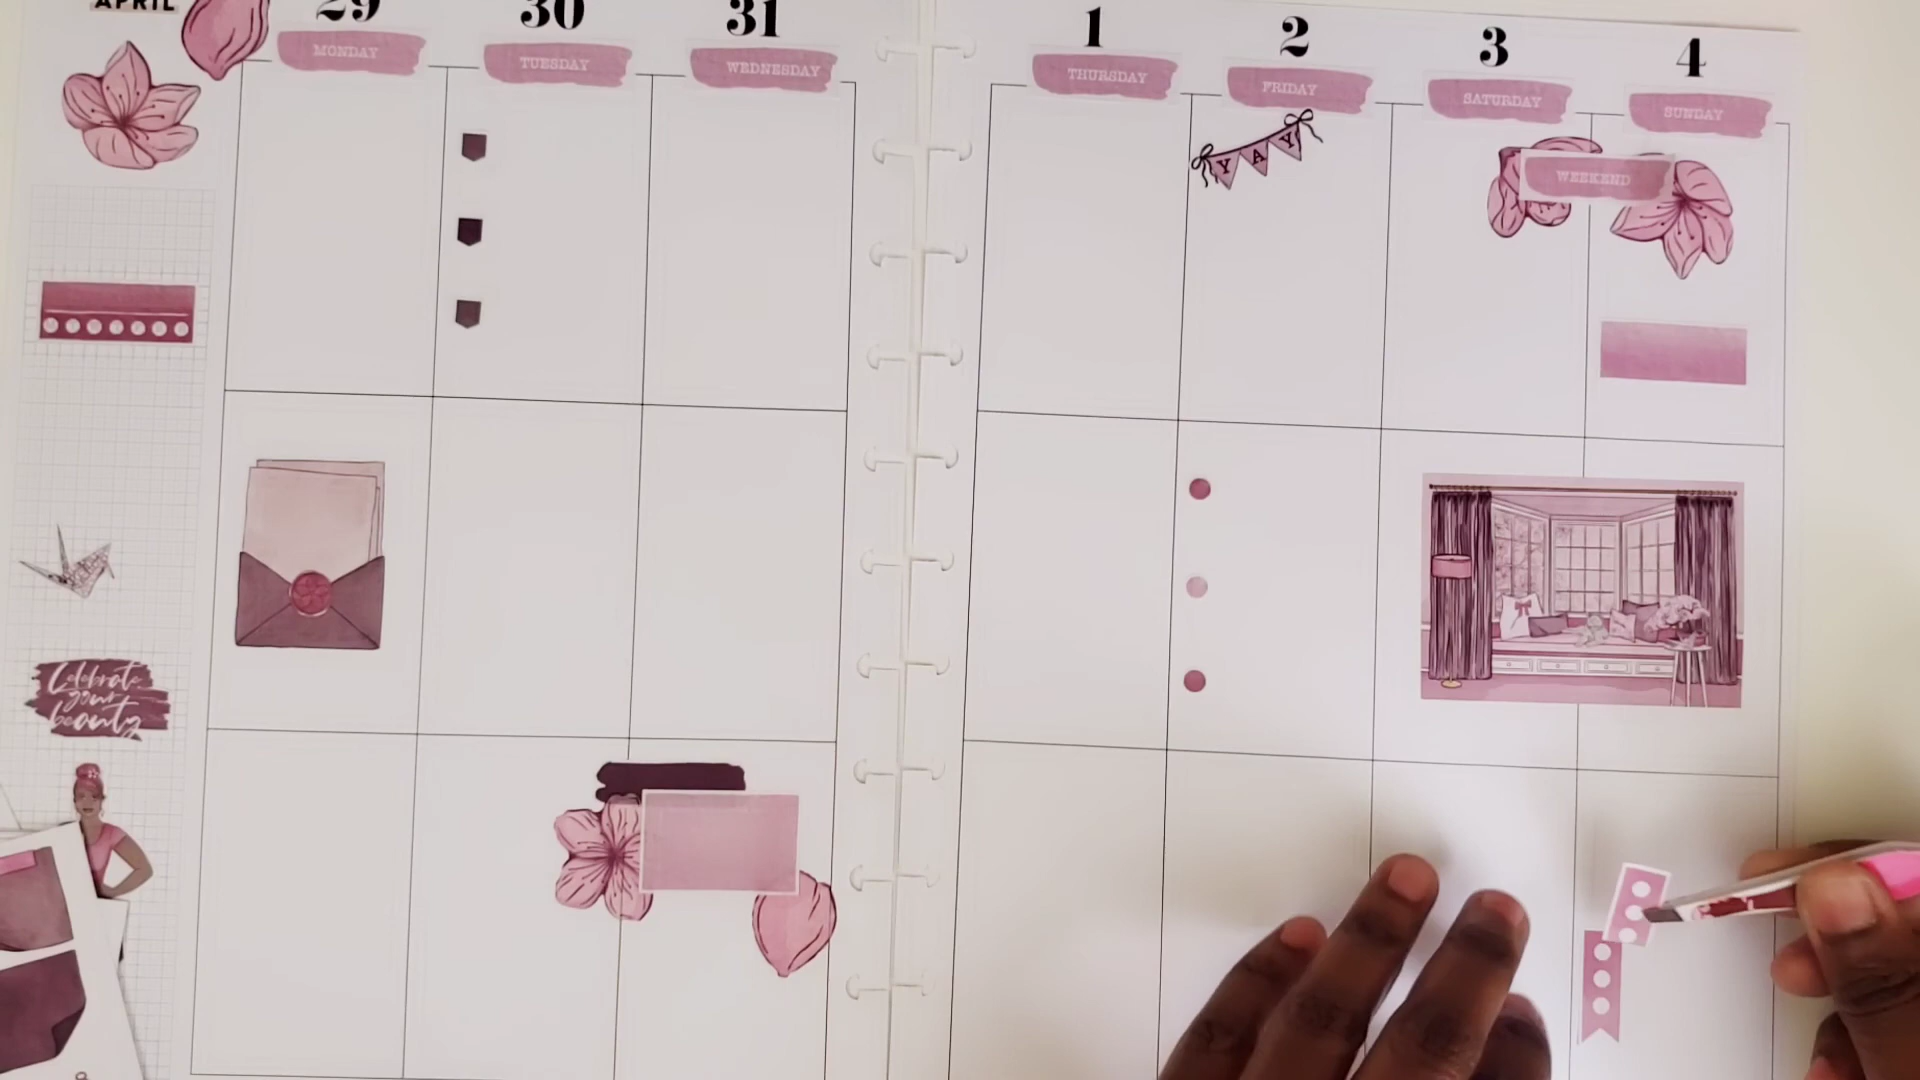 APRIL
29
30
31
1
2
3
4
MONDAY
TUESDAY
WEDNESDAY
THURSDAY
FRIDAY
SATURDAY
SUNDAY
YAY
WEEKEND
Celebrate
your
beauty